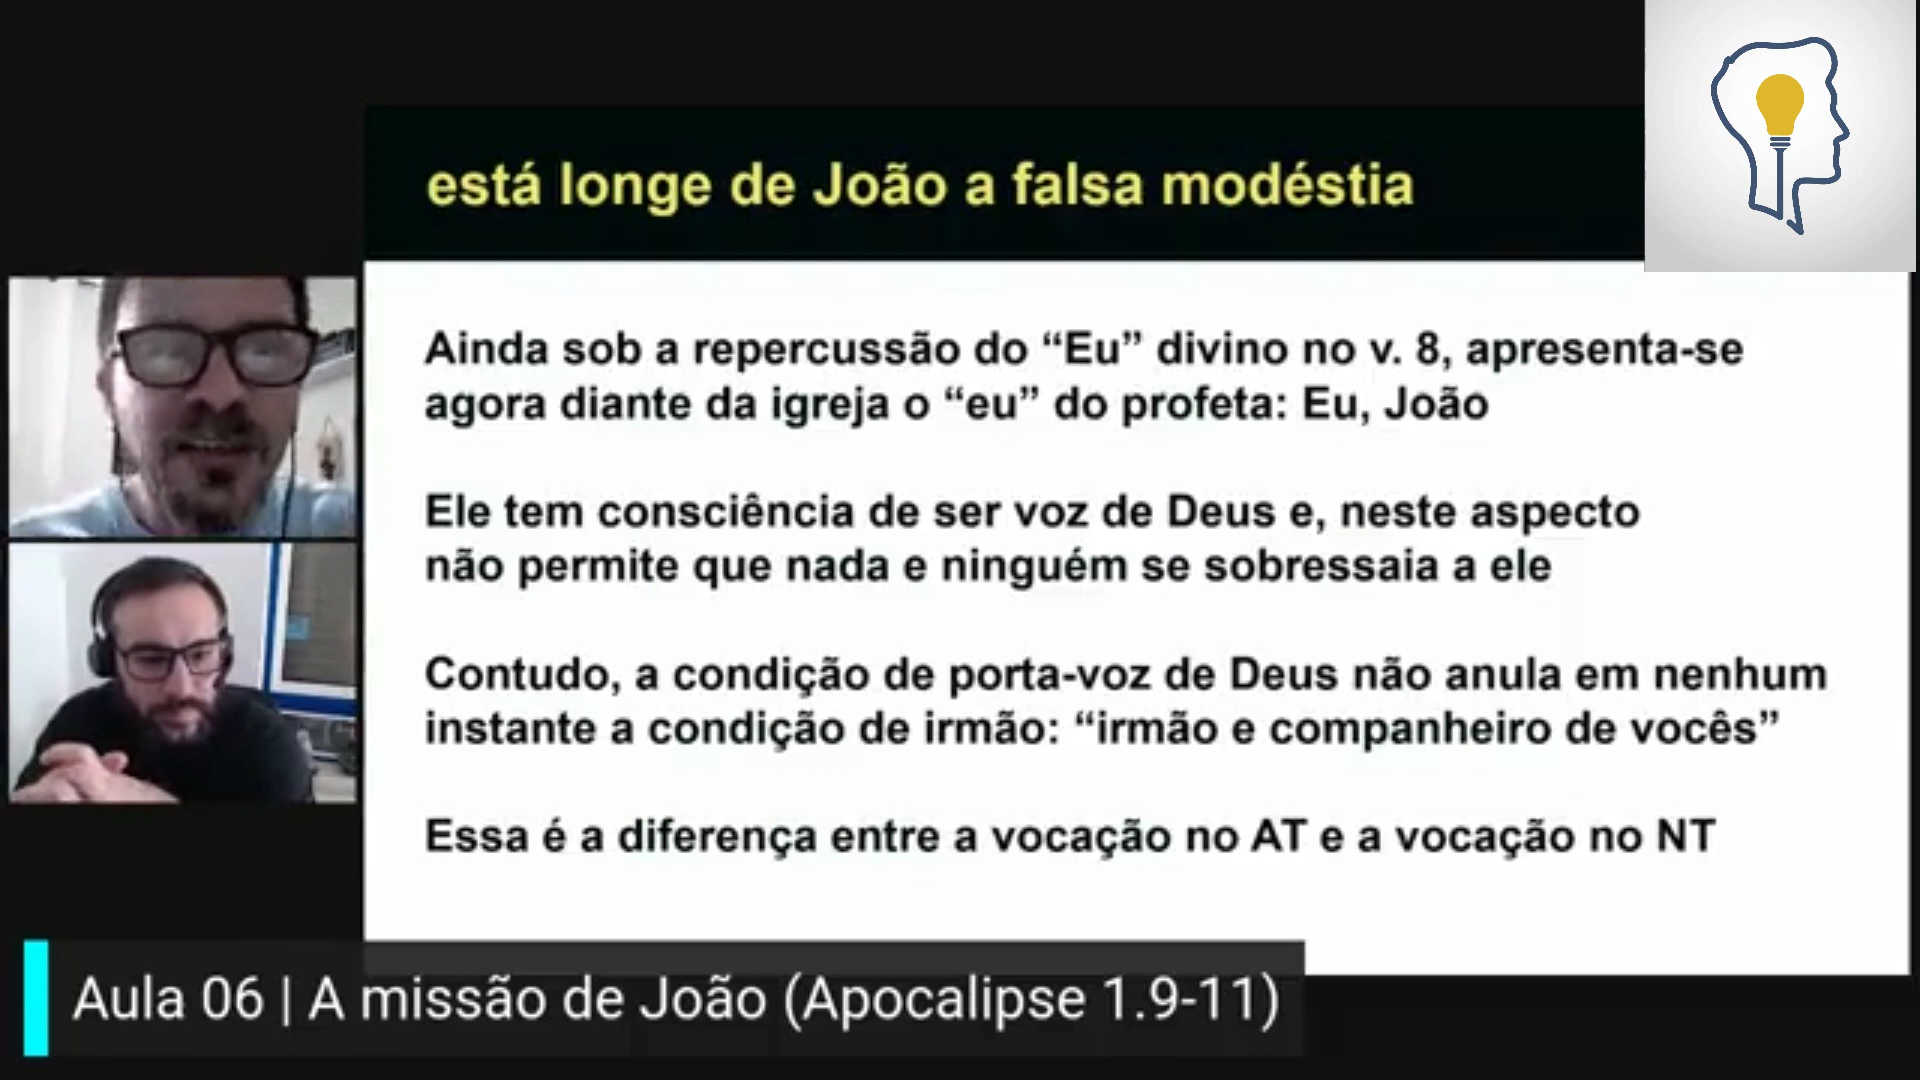 está longe de João a falsa modéstia
Ainda sob a repercussão do “Eu” divino no v. 8, apresenta-se
agora diante da igreja o “eu” do profeta: Eu, João
Ele tem consciência de ser voz de Deus e, neste aspecto
não permite que nada e ninguém se sobressaia a ele
Contudo, a condição de porta-voz de Deus não anula em nenhum
instante a condição de irmão: “irmão e companheiro de vocês”
Essa é a diferença entre a vocação no AT e a vocação no NT
Aula 06 | A missão de João (Apocalipse 1.9-11)